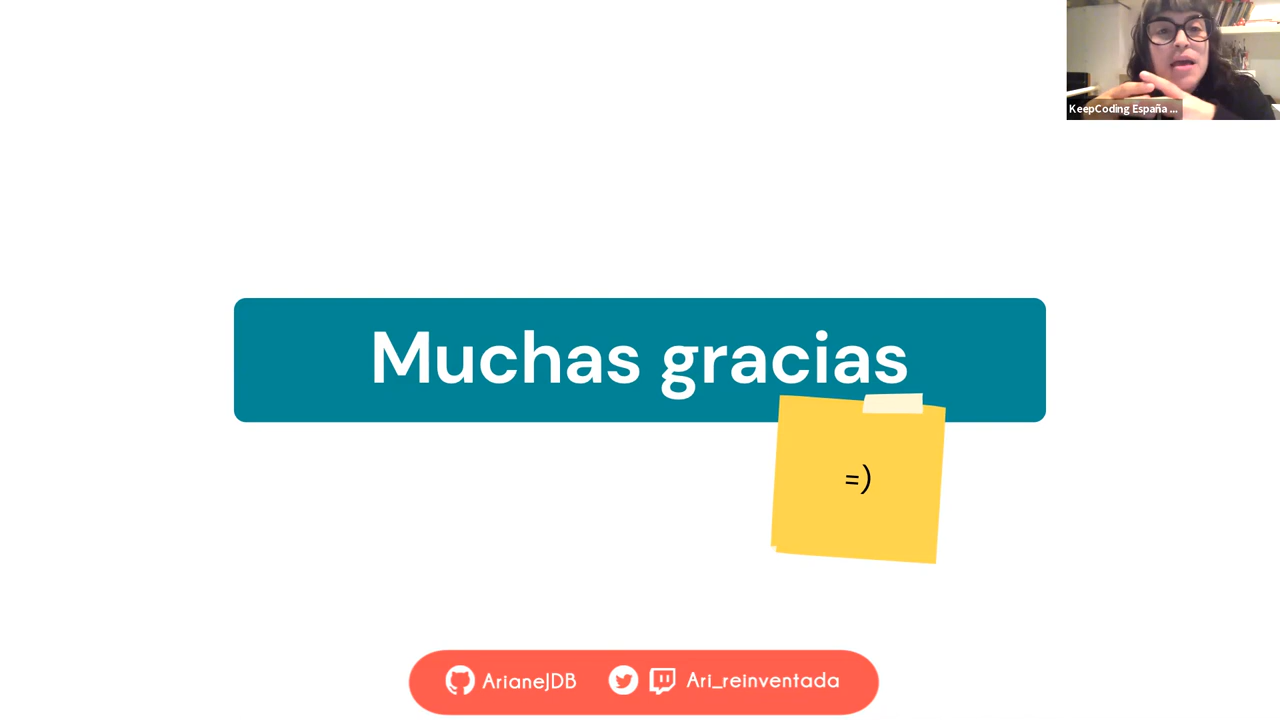 KeepCoding España ...
Muchas gracias
=)
ArianeJDB
Ari_reinventada